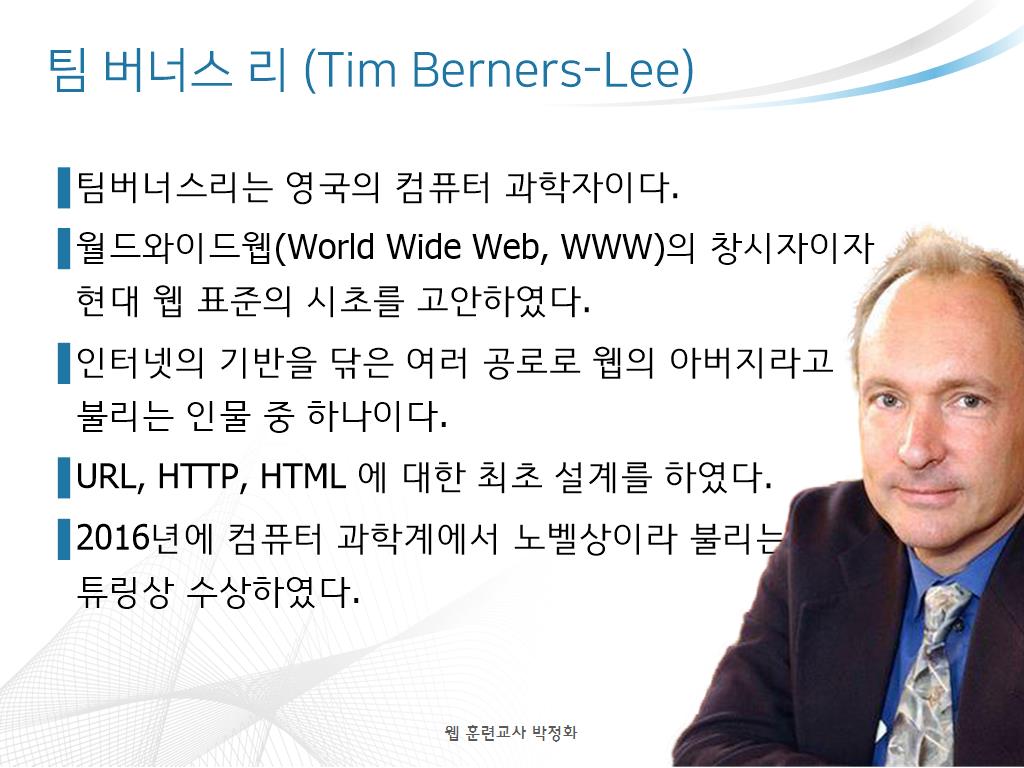 팀 버너스 리 (Tim Berners-Lee)
팀버너스리는 영국의 컴퓨터 과학자이다.
월드와이드웹(World Wide Web, WWW)의 창시자이자
현대 웹 표준의 시초를 고안하였다.
인터넷의 기반을 닦은 여러 공로로 웹의 아버지라고
불리는 인물 중 하나이다.
URL, HTTP, HTML 에 대한 최초 설계를 하였다.
2016년에 컴퓨터 과학계에서 노벨상이라 불리는
튜링상 수상하였다.
웹 훈련교사 박정화